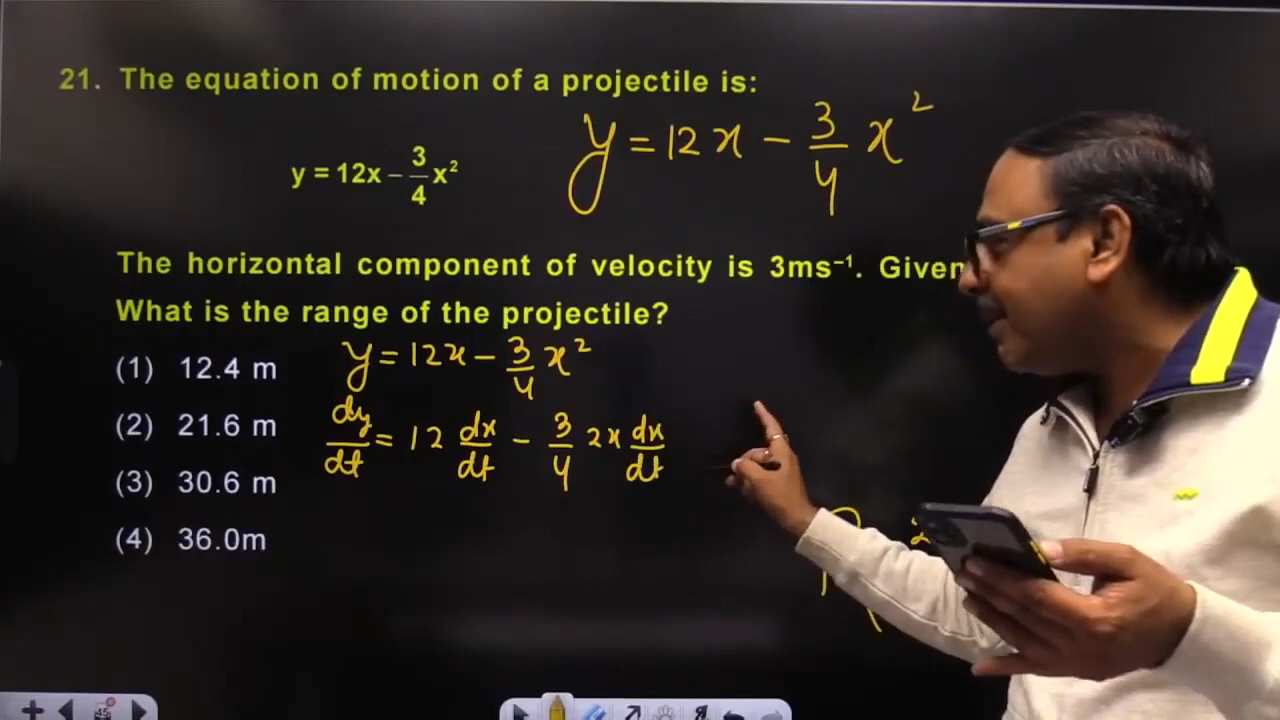 21. The equation of motion of a projectile is:
y = 12x – 3/4 x²
y = 12x – 3/4 x²
The horizontal component of velocity is 3ms⁻¹. Given
What is the range of the projectile?
(1) 12.4 m
(2) 21.6 m
(3) 30.6 m
(4) 36.0m
y = 12x – 3/4 x²
dy/dt = 12 dx/dt – 3/4 2x dx/dt